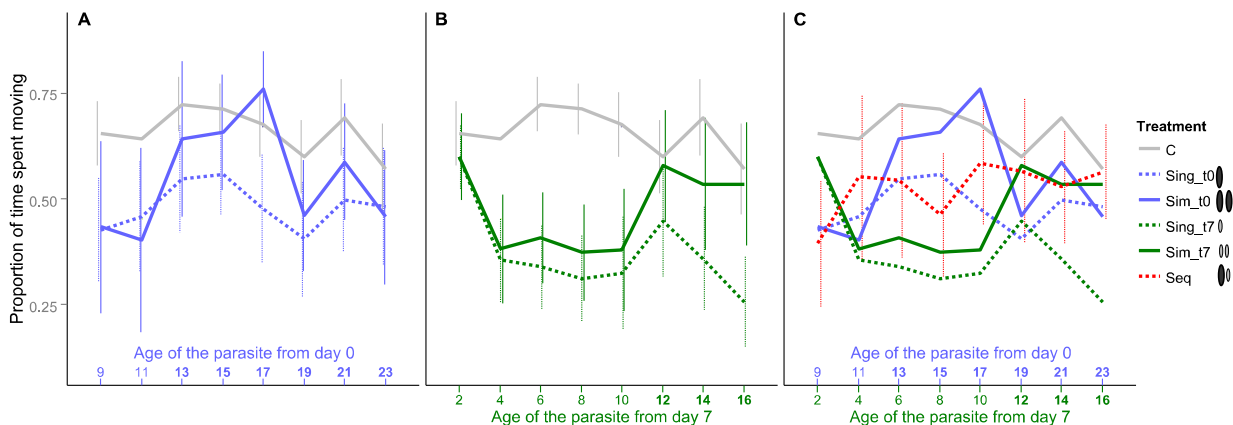 A
B
C
Proportion of time spent moving
0.75
0.50
0.25
Age of the parasite from day 0
9 11 13 15 17 19 21 23
2 4 6 8 10 12 14 16
Age of the parasite from day 7
Age of the parasite from day 0
9 11 13 15 17 19 21 23
2 4 6 8 10 12 14 16
Age of the parasite from day 7
Treatment
C
Sing_t0
Sim_t0
Sing_t7
Sim_t7
Seq